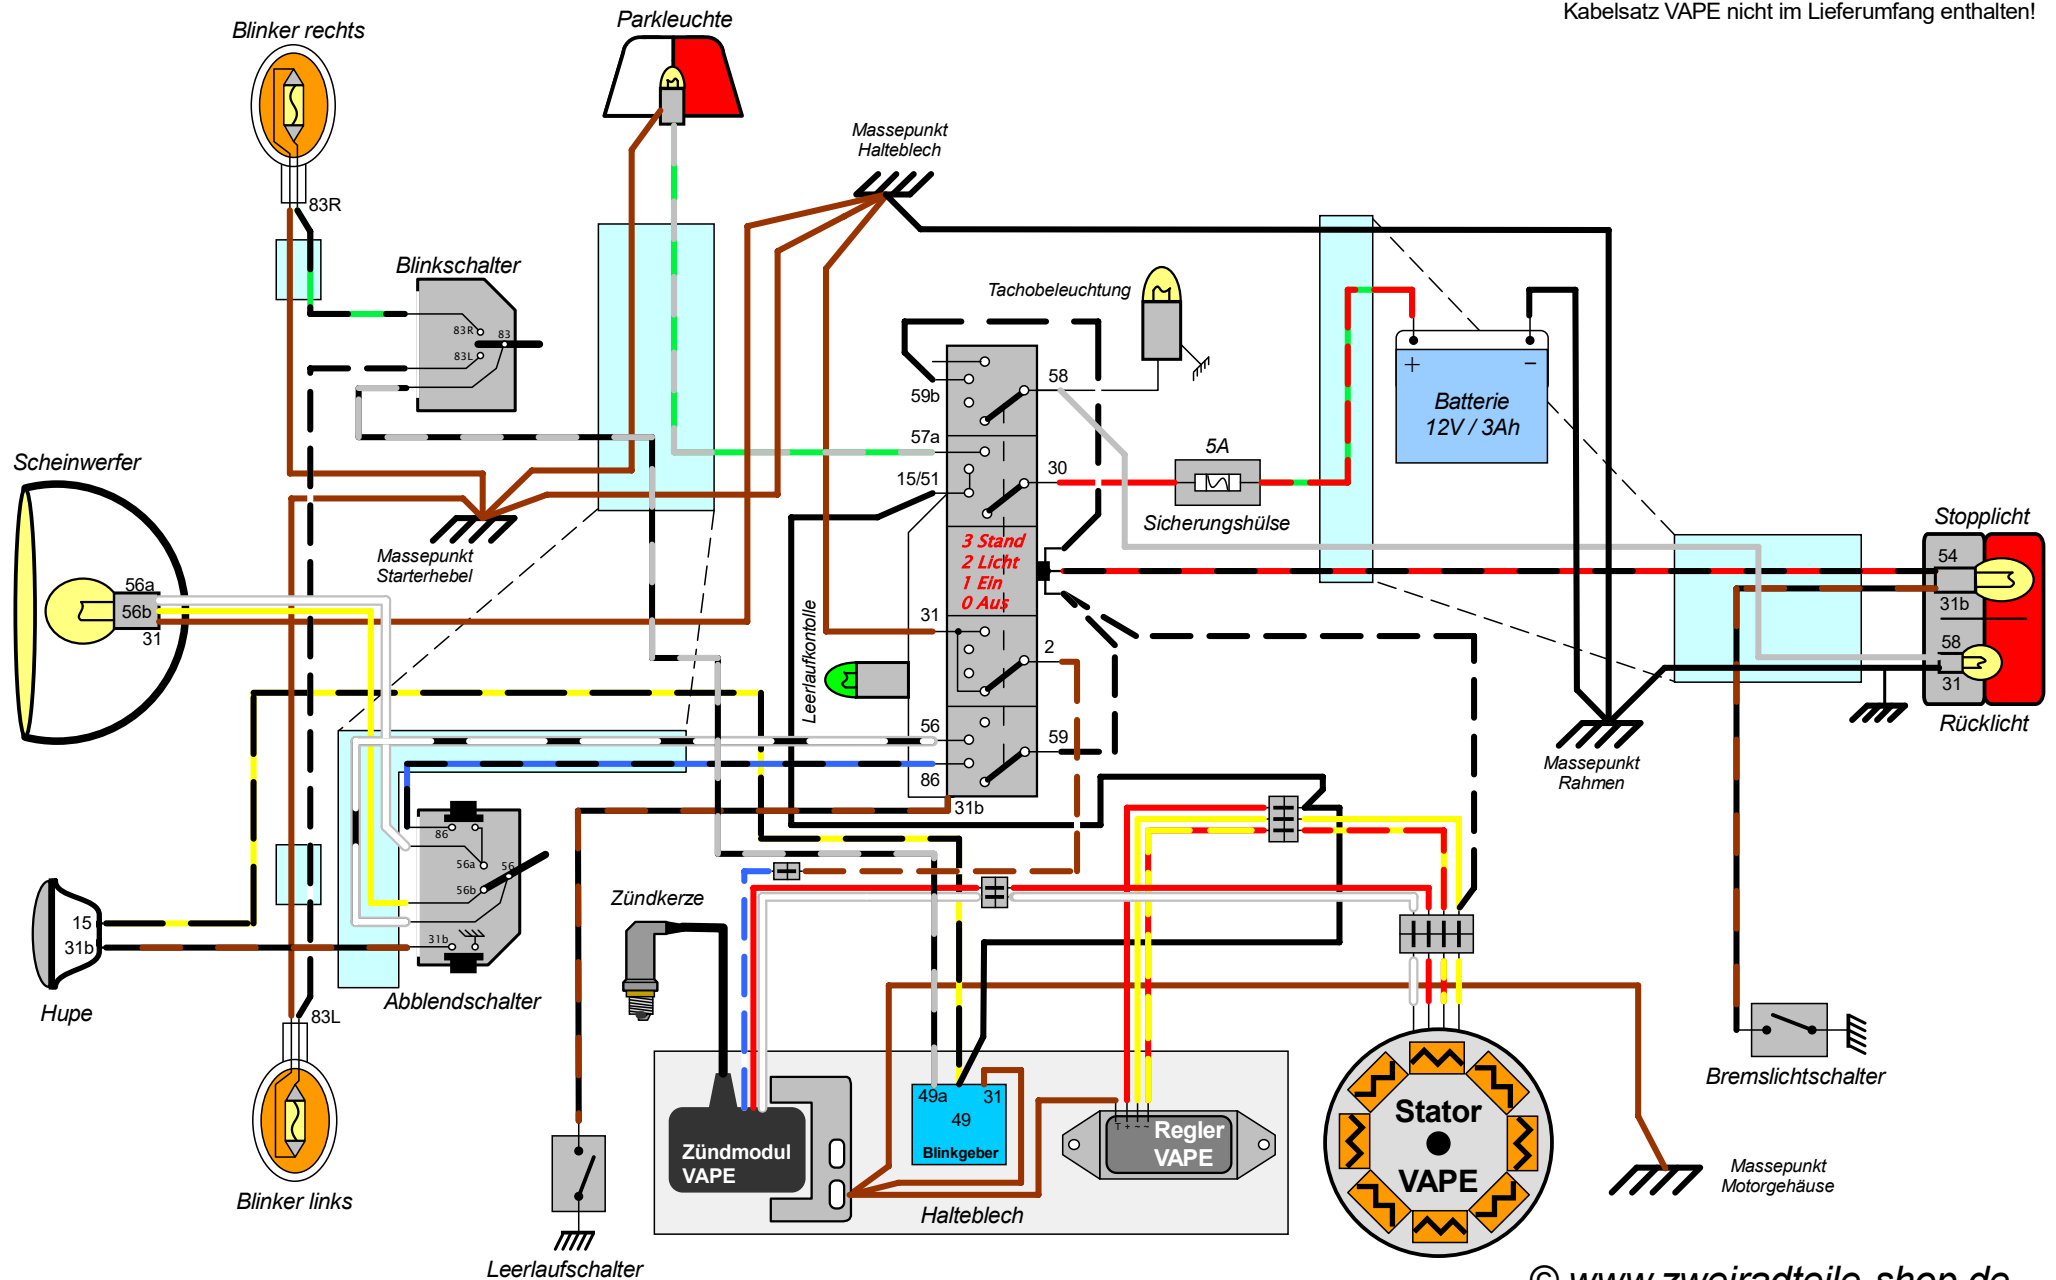 Kabelsatz VAPE nicht im Lieferumfang enthalten!
Parkleuchte
Blinker rechts
Massepunkt
Halteblech
83R
Blinkschalter
83R
83
83L
Tachobeleuchtung
58
59b
57a
30
15/51
5A
Sicherungshülse
+
−
Batterie
12V / 3Ah
Scheinwerfer
56a
56b
31
Massepunkt
Starterhebel
3 Stand
2 Licht
1 Ein
0 Aus
Stopplicht
54
31b
58
31
Rücklicht
Leerlaufkontolle
31
2
56
59
86
31b
Massepunkt
Rahmen
86
56a
56
56b
31b
Abblendschalter
15
31b
Hupe
83L
Blinker links
Zündkerze
Zündmodul
VAPE
49a
31
49
Blinkgeber
T + ~ ~
Regler
VAPE
Halteblech
Stator
VAPE
Bremslichtschalter
Massepunkt
Motorgehäuse
Leerlaufschalter
© www.zweiradteile-shop.de